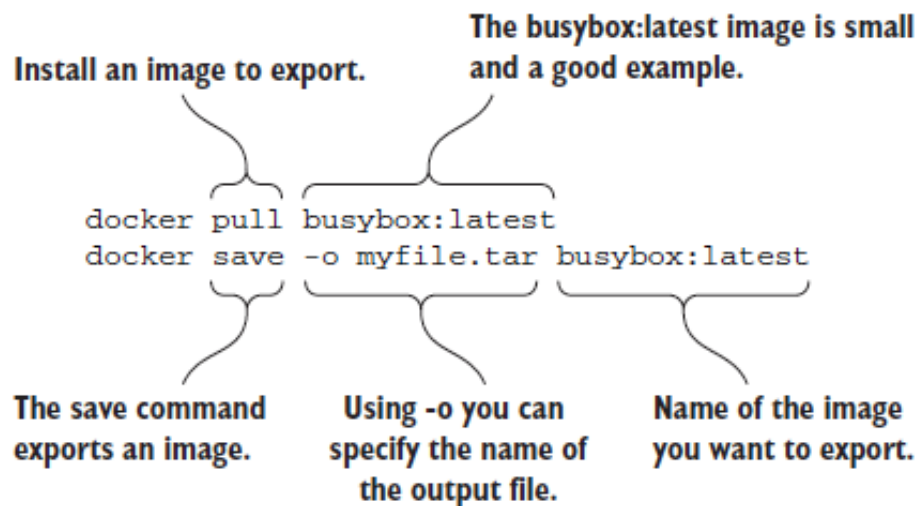 The busybox:latest image is small
and a good example.
Install an image to export.
docker pull busybox:latest
docker save -o myfile.tar busybox:latest
The save command
exports an image.
Using -o you can
specify the name of
the output file.
Name of the image
you want to export.